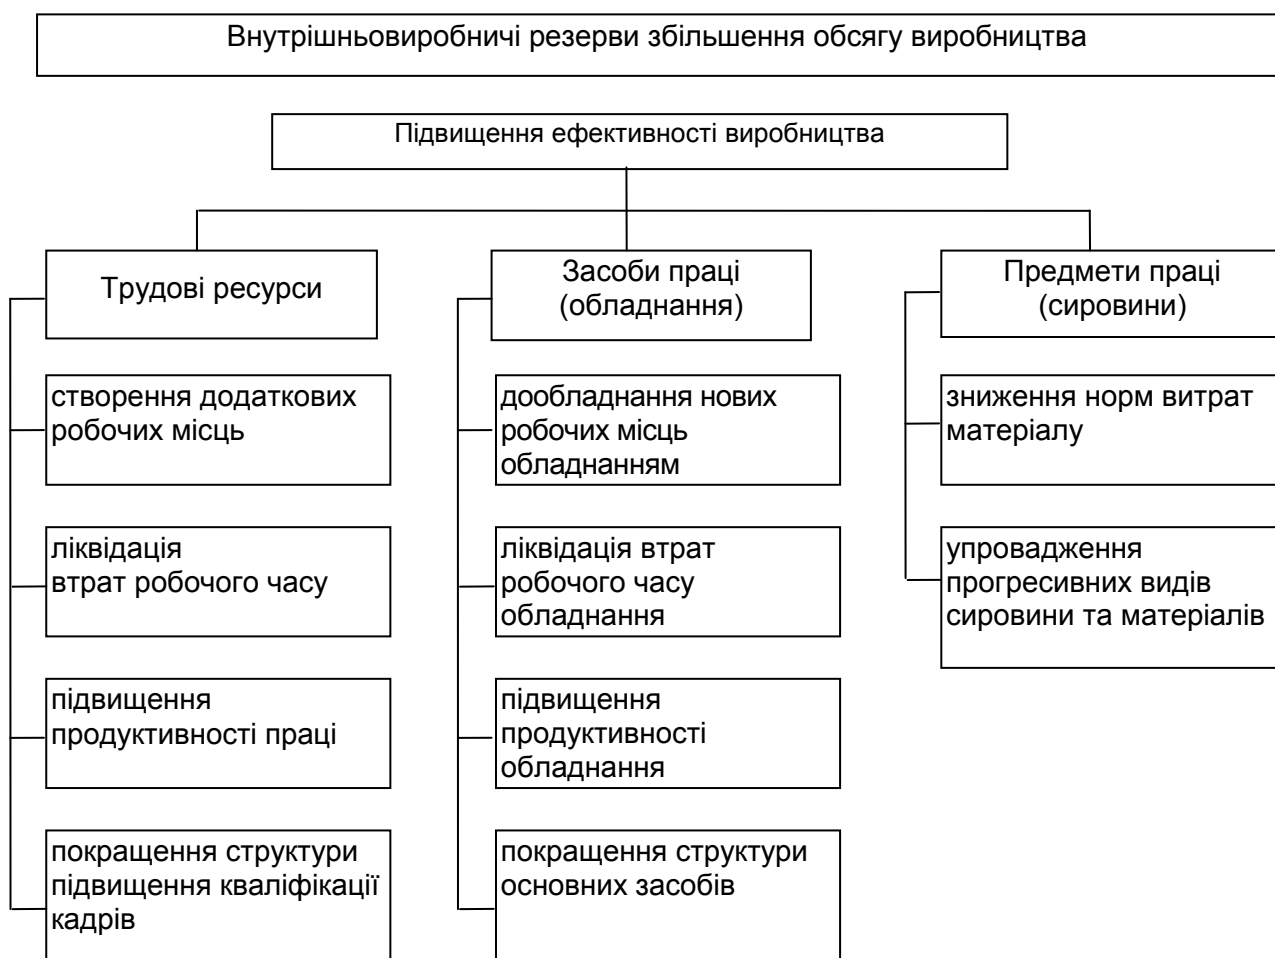 Внутрішньовиробничі резерви збільшення обсягу виробництва
Підвищення ефективності виробництва
Трудові ресурси
створення додаткових
робочих місць
ліквідація
втрат робочого часу
підвищення
продуктивності праці
покращення структури
підвищення кваліфікації
кадрів
Засоби праці
(обладнання)
дообладнання нових
робочих місць
обладнанням
ліквідація втрат
робочого часу
обладнання
підвищення
продуктивності
обладнання
покращення структури
основних засобів
Предмети праці
(сировини)
зниження норм витрат
матеріалу
упровадження
прогресивних видів
сировини та матеріалів